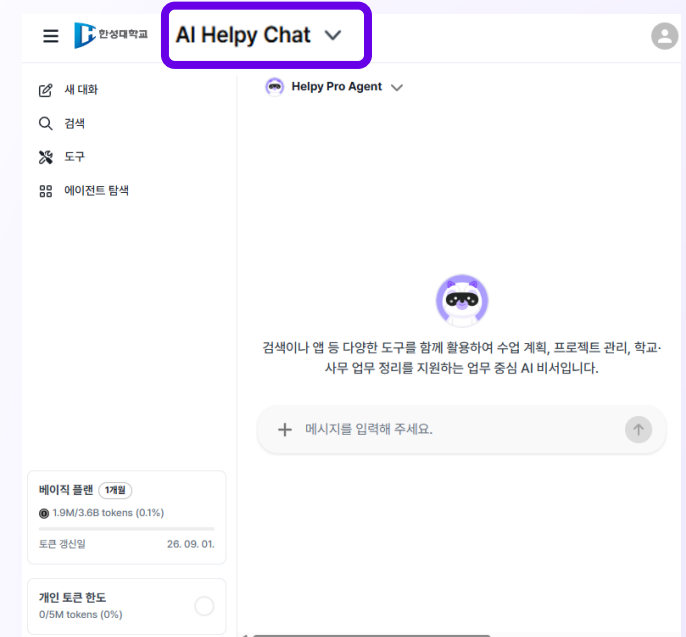 한성대학교
AI Helpy Chat
새 대화
검색
도구
에이전트 탐색
Helpy Pro Agent
검색이나 앱 등 다양한 도구를 함께 활용하여 수업 계획, 프로젝트 관리, 학교·
사무 업무 정리를 지원하는 업무 중심 AI 비서입니다.
메시지를 입력해 주세요.
베이직 플랜 1개월
1.9M/3.6B tokens (0.1%)
토큰 갱신일 26. 09. 01.
개인 토큰 한도
0/5M tokens (0%)